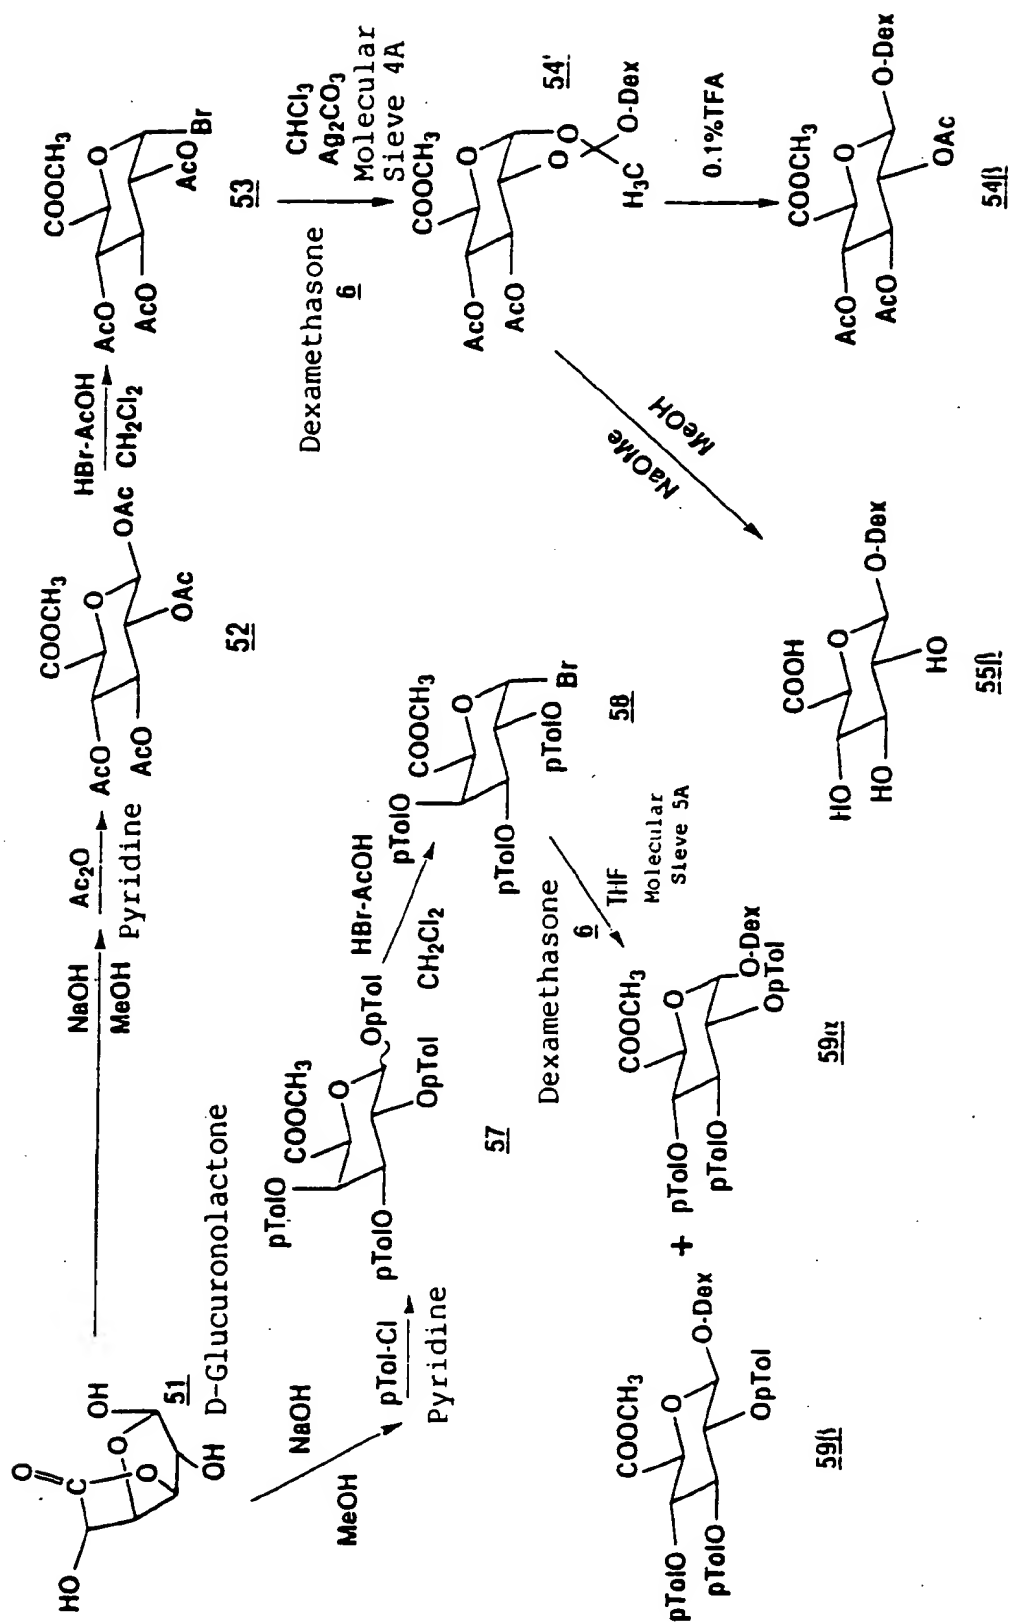 O
C
HO
O
O
OH
OH
51
D-Glucuronolactone
NaOH
MeOH
Ac2O
Pyridine
COOCH3
O
AcO
AcO
OAc
OAc
52
HBr-AcOH
CH2Cl2
COOCH3
O
AcO
AcO
AcO
Br
53
Dexamethasone
6
CHCl3
Ag2CO3
Molecular
Sieve 4A
COOCH3
O
AcO
AcO
O
O
O-Dex
H3C
54'
0.1%TFA
COOCH3
O
AcO
AcO
O-Dex
OAc
54β
NaOMe
MeOH
COOH
O
HO
HO
O-Dex
HO
55β
NaOH
MeOH
pTol-Cl
Pyridine
pTolO
COOCH3
O
pTolO
OpTol
OpTol
57
HBr-AcOH
CH2Cl2
pTolO
COOCH3
O
pTolO
pTolO
Br
58
Dexamethasone
6
THF
Molecular
Sieve 5A
COOCH3
O
pTolO
pTolO
O-Dex
OpTol
59β
+
COOCH3
O
pTolO
pTolO
O-Dex
OpTol
59α